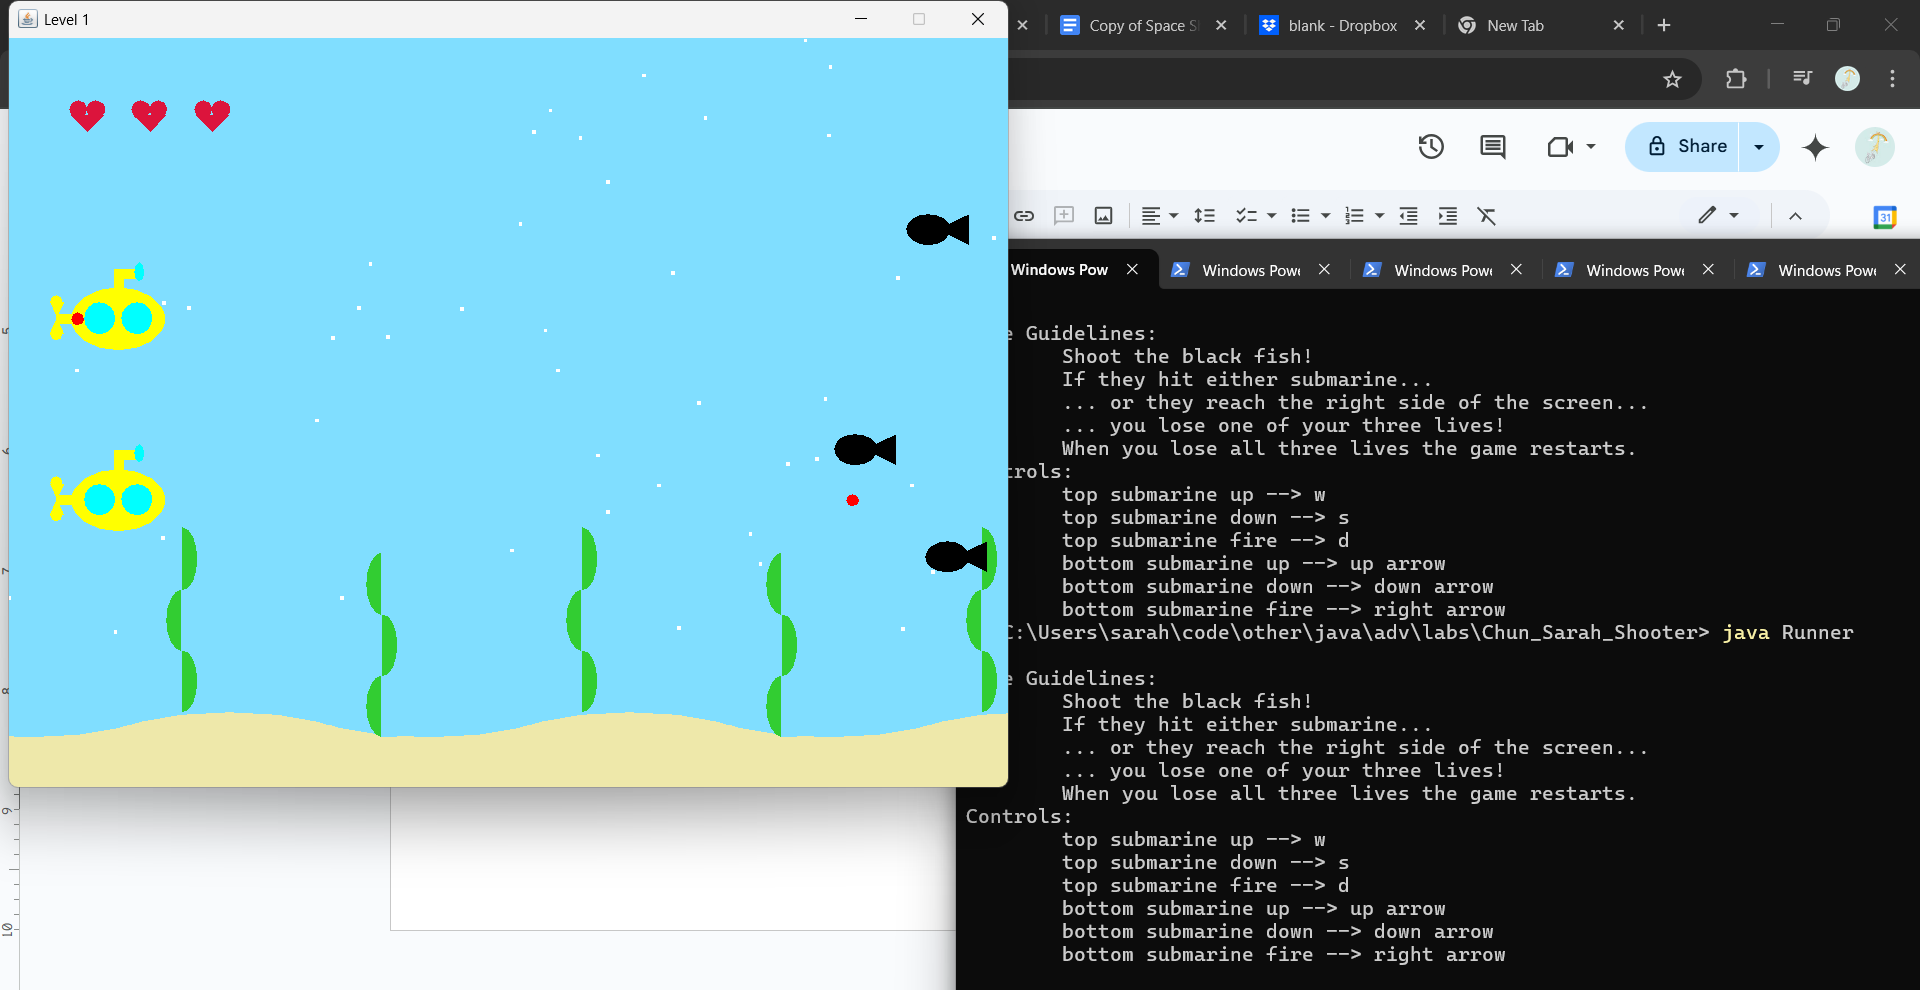 Level 1
Copy of Space S
blank - Dropbox
New Tab
Share
31
Windows Pow
Windows Powe
Windows Powe
Windows Powe
Windows Powe
e Guidelines:
Shoot the black fish!
If they hit either submarine...
... or they reach the right side of the screen...
... you lose one of your three lives!
When you lose all three lives the game restarts.
trols:
top submarine up --> w
top submarine down --> s
top submarine fire --> d
bottom submarine up --> up arrow
bottom submarine down --> down arrow
bottom submarine fire --> right arrow
C:\Users\sarah\code\other\java\adv\labs\Chun_Sarah_Shooter> java Runner
e Guidelines:
Shoot the black fish!
If they hit either submarine...
... or they reach the right side of the screen...
... you lose one of your three lives!
When you lose all three lives the game restarts.
Controls:
top submarine up --> w
top submarine down --> s
top submarine fire --> d
bottom submarine up --> up arrow
bottom submarine down --> down arrow
bottom submarine fire --> right arrow
9
10